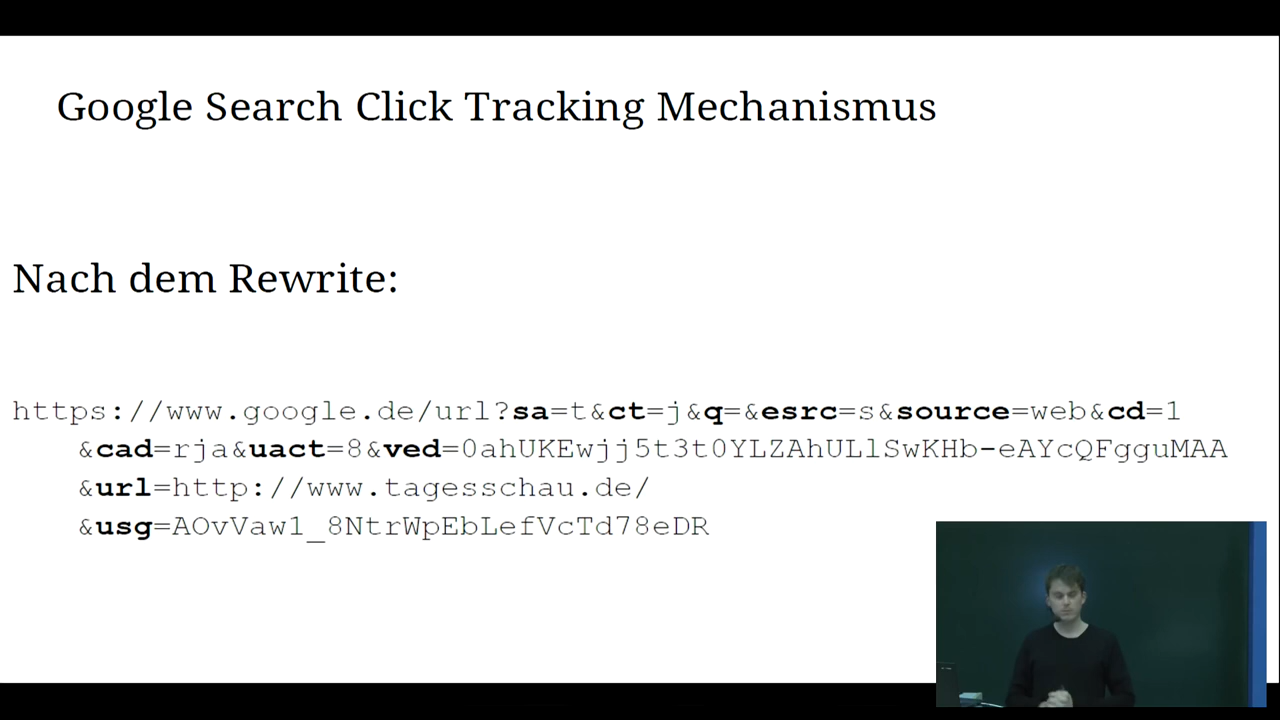 Google Search Click Tracking Mechanismus
Nach dem Rewrite:
https://www.google.de/url?sa=t&ct=j&q=&esrc=s&source=web&cd=1
&cad=rja&uact=8&ved=0ahUKEwjj5t3t0YLZAhULlSwKHb-eAYcQFgguMAA
&url=http://www.tagesschau.de/
&usg=AOvVaw1_8NtrWpEbLefVcTd78eDR